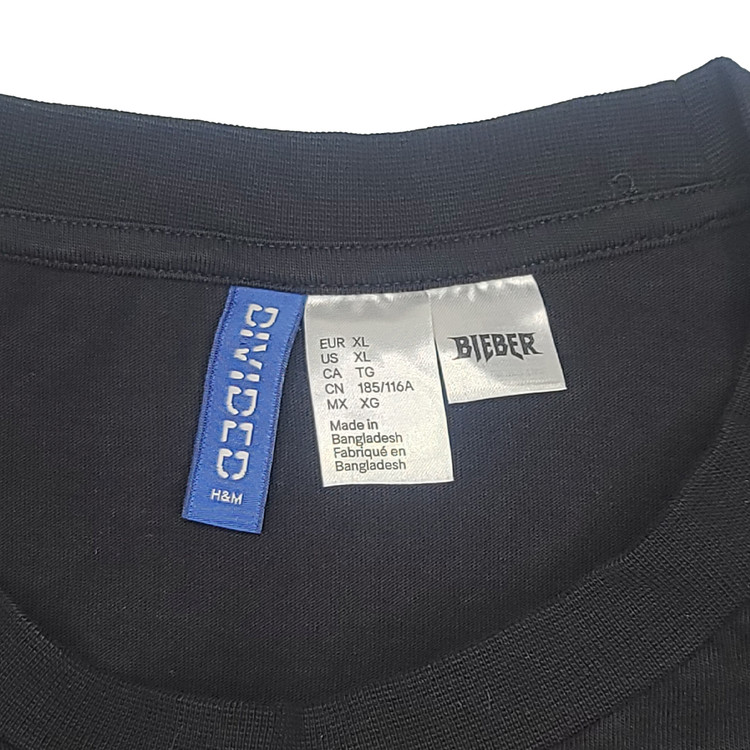 DIVIDED
H&M
EUR XL
US XL
CA TG
CN 185/116A
MX XG
Made in
Bangladesh
Fabriqué en
Bangladesh
BIEBER